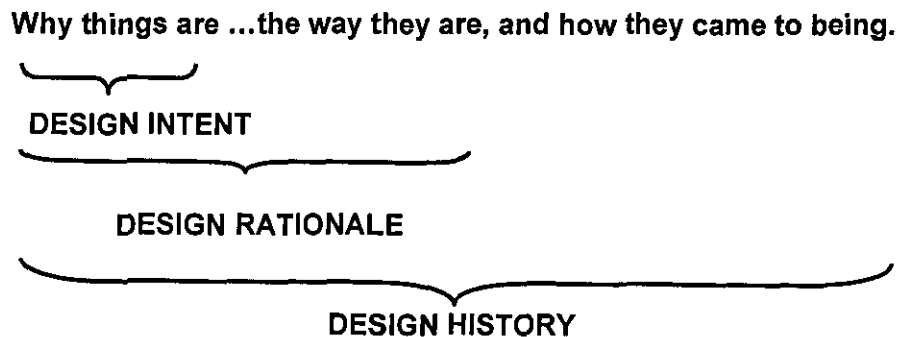 Why things are ...the way they are, and how they came to being.
DESIGN INTENT
DESIGN RATIONALE
DESIGN HISTORY